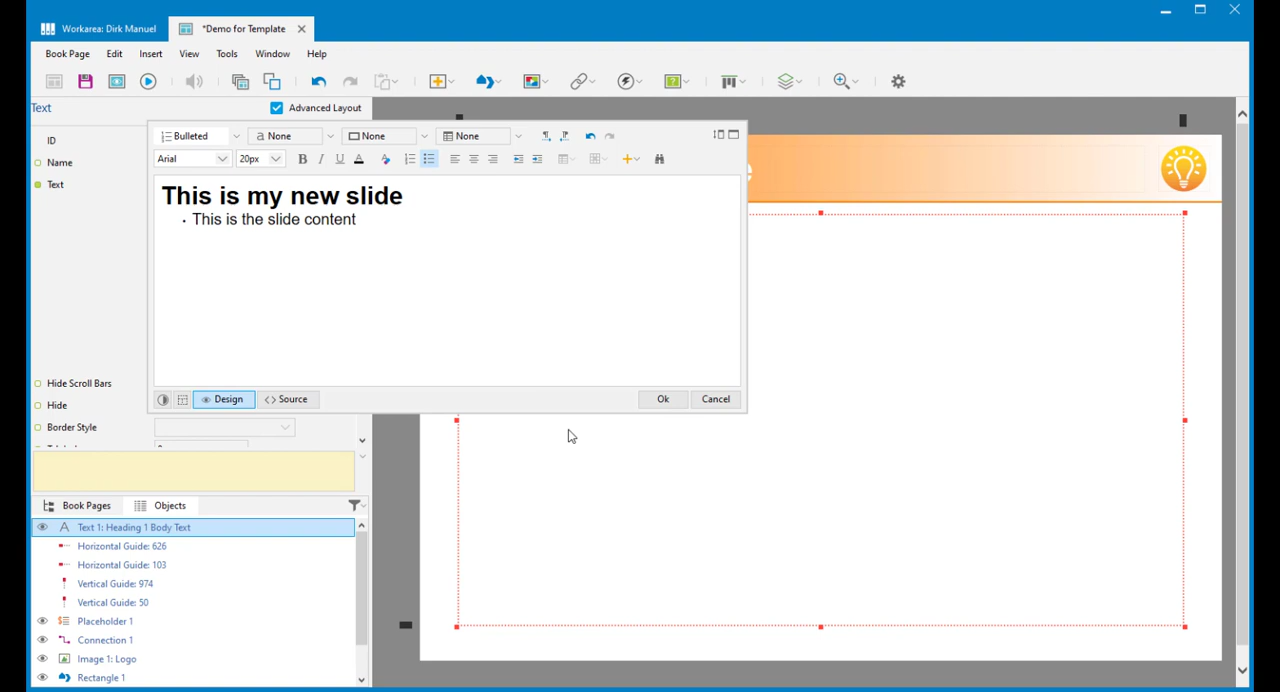 Workarea: Dirk Manuel
*Demo for Template
Book Page Edit Insert View Tools Window Help
Text
Advanced Layout
ID
Name
Text
Bulleted
a None
None
None
Arial
20px
B I U A
This is my new slide
· This is the slide content
Design
<> Source
Ok
Cancel
Hide Scroll Bars
Hide
Border Style
Book Pages
Objects
A Text 1: Heading 1 Body Text
Horizontal Guide: 626
Horizontal Guide: 103
Vertical Guide: 974
Vertical Guide: 50
Placeholder 1
Connection 1
Image 1: Logo
Rectangle 1